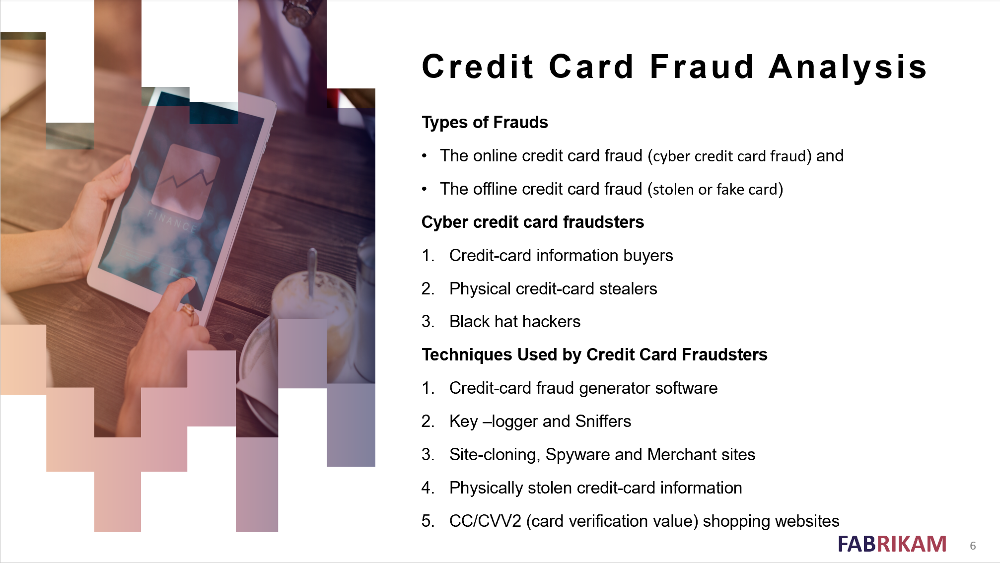 Credit Card Fraud Analysis
Types of Frauds
• The online credit card fraud (cyber credit card fraud) and
• The offline credit card fraud (stolen or fake card)
Cyber credit card fraudsters
1. Credit-card information buyers
2. Physical credit-card stealers
3. Black hat hackers
Techniques Used by Credit Card Fraudsters
1. Credit-card fraud generator software
2. Key –logger and Sniffers
3. Site-cloning, Spyware and Merchant sites
4. Physically stolen credit-card information
5. CC/CVV2 (card verification value) shopping websites
FABRIKAM
6
FINANCE